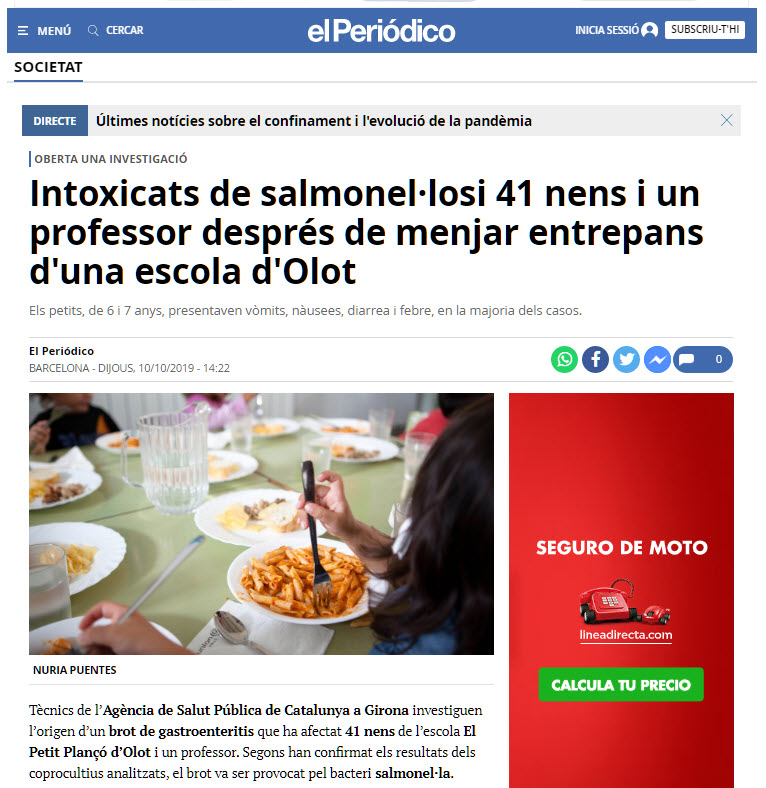 MENÚ
CERCAR
el Periódico
INICIA SESSIÓ
SUBSCRIU-T'HI
SOCIETAT
DIRECTE
Últimes notícies sobre el confinament i l'evolució de la pandèmia
OBERTA UNA INVESTIGACIÓ
Intoxicats de salmonel·losi 41 nens i un
professor després de menjar entrepans
d'una escola d'Olot
Els petits, de 6 i 7 anys, presentaven vòmits, nàusees, diarrea i febre, en la majoria dels casos.
El Periódico
BARCELONA - DIJOUS, 10/10/2019 - 14:22
0
NURIA PUENTES
Tècnics de l'Agència de Salut Pública de Catalunya a Girona investiguen
l'origen d'un brot de gastroenteritis que ha afectat 41 nens de l'escola El
Petit Plançó d'Olot i un professor. Segons han confirmat els resultats dels
coprocultius analitzats, el brot va ser provocat pel bacteri salmonel·la.
SEGURO DE MOTO
lineadirecta.com
CALCULA TU PRECIO